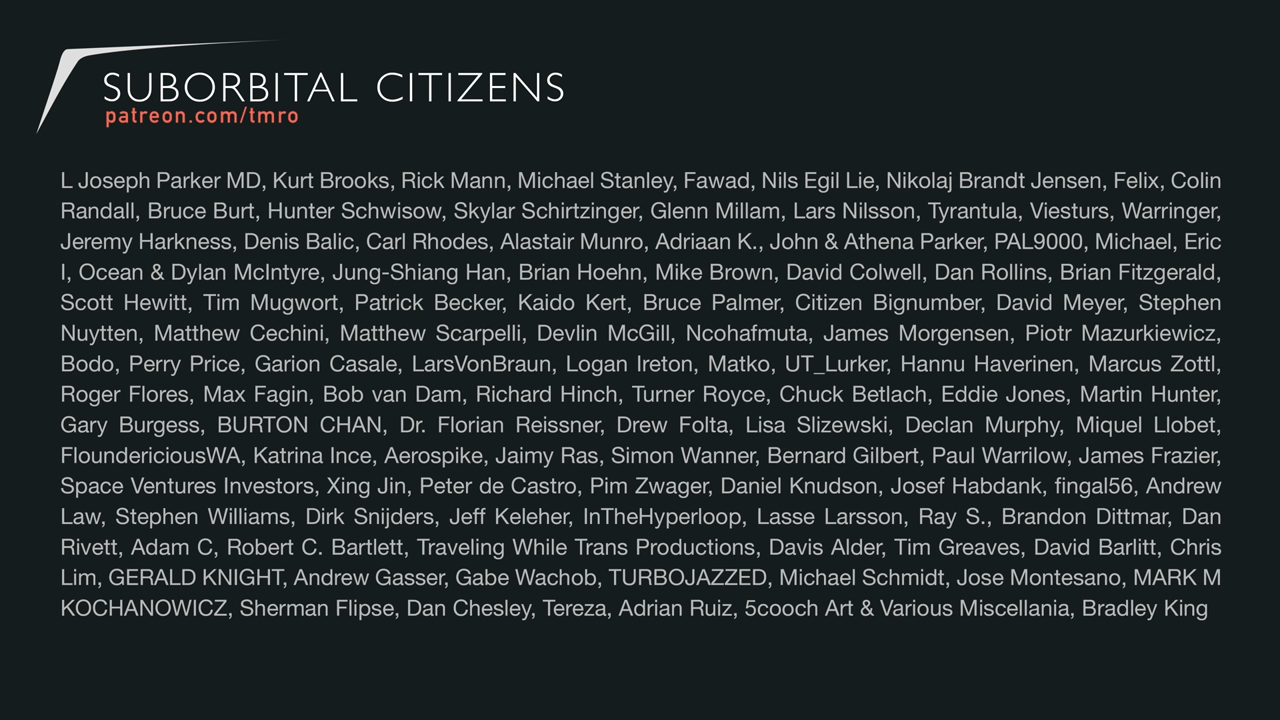 SUBORBITAL CITIZENS
patreon.com/tmro
L Joseph Parker MD, Kurt Brooks, Rick Mann, Michael Stanley, Fawad, Nils Egil Lie, Nikolaj Brandt Jensen, Felix, Colin
Randall, Bruce Burt, Hunter Schwisow, Skylar Schirtzinger, Glenn Millam, Lars Nilsson, Tyrantula, Viesturs, Warringer,
Jeremy Harkness, Denis Balic, Carl Rhodes, Alastair Munro, Adriaan K., John & Athena Parker, PAL9000, Michael, Eric
I, Ocean & Dylan McIntyre, Jung-Shiang Han, Brian Hoehn, Mike Brown, David Colwell, Dan Rollins, Brian Fitzgerald,
Scott Hewitt, Tim Mugwort, Patrick Becker, Kaido Kert, Bruce Palmer, Citizen Bignumber, David Meyer, Stephen
Nuytten, Matthew Cechini, Matthew Scarpelli, Devlin McGill, Ncohafmuta, James Morgensen, Piotr Mazurkiewicz,
Bodo, Perry Price, Garion Casale, LarsVonBraun, Logan Ireton, Matko, UT_Lurker, Hannu Haverinen, Marcus Zottl,
Roger Flores, Max Fagin, Bob van Dam, Richard Hinch, Turner Royce, Chuck Betlach, Eddie Jones, Martin Hunter,
Gary Burgess, BURTON CHAN, Dr. Florian Reissner, Drew Folta, Lisa Slizewski, Declan Murphy, Miquel Llobet,
FloundericiousWA, Katrina Ince, Aerospike, Jaimy Ras, Simon Wanner, Bernard Gilbert, Paul Warrilow, James Frazier,
Space Ventures Investors, Xing Jin, Peter de Castro, Pim Zwager, Daniel Knudson, Josef Habdank, fingal56, Andrew
Law, Stephen Williams, Dirk Snijders, Jeff Keleher, InTheHyperloop, Lasse Larsson, Ray S., Brandon Dittmar, Dan
Rivett, Adam C, Robert C. Bartlett, Traveling While Trans Productions, Davis Alder, Tim Greaves, David Barlitt, Chris
Lim, GERALD KNIGHT, Andrew Gasser, Gabe Wachob, TURBOJAZZED, Michael Schmidt, Jose Montesano, MARK M
KOCHANOWICZ, Sherman Flipse, Dan Chesley, Tereza, Adrian Ruiz, 5cooch Art & Various Miscellania, Bradley King